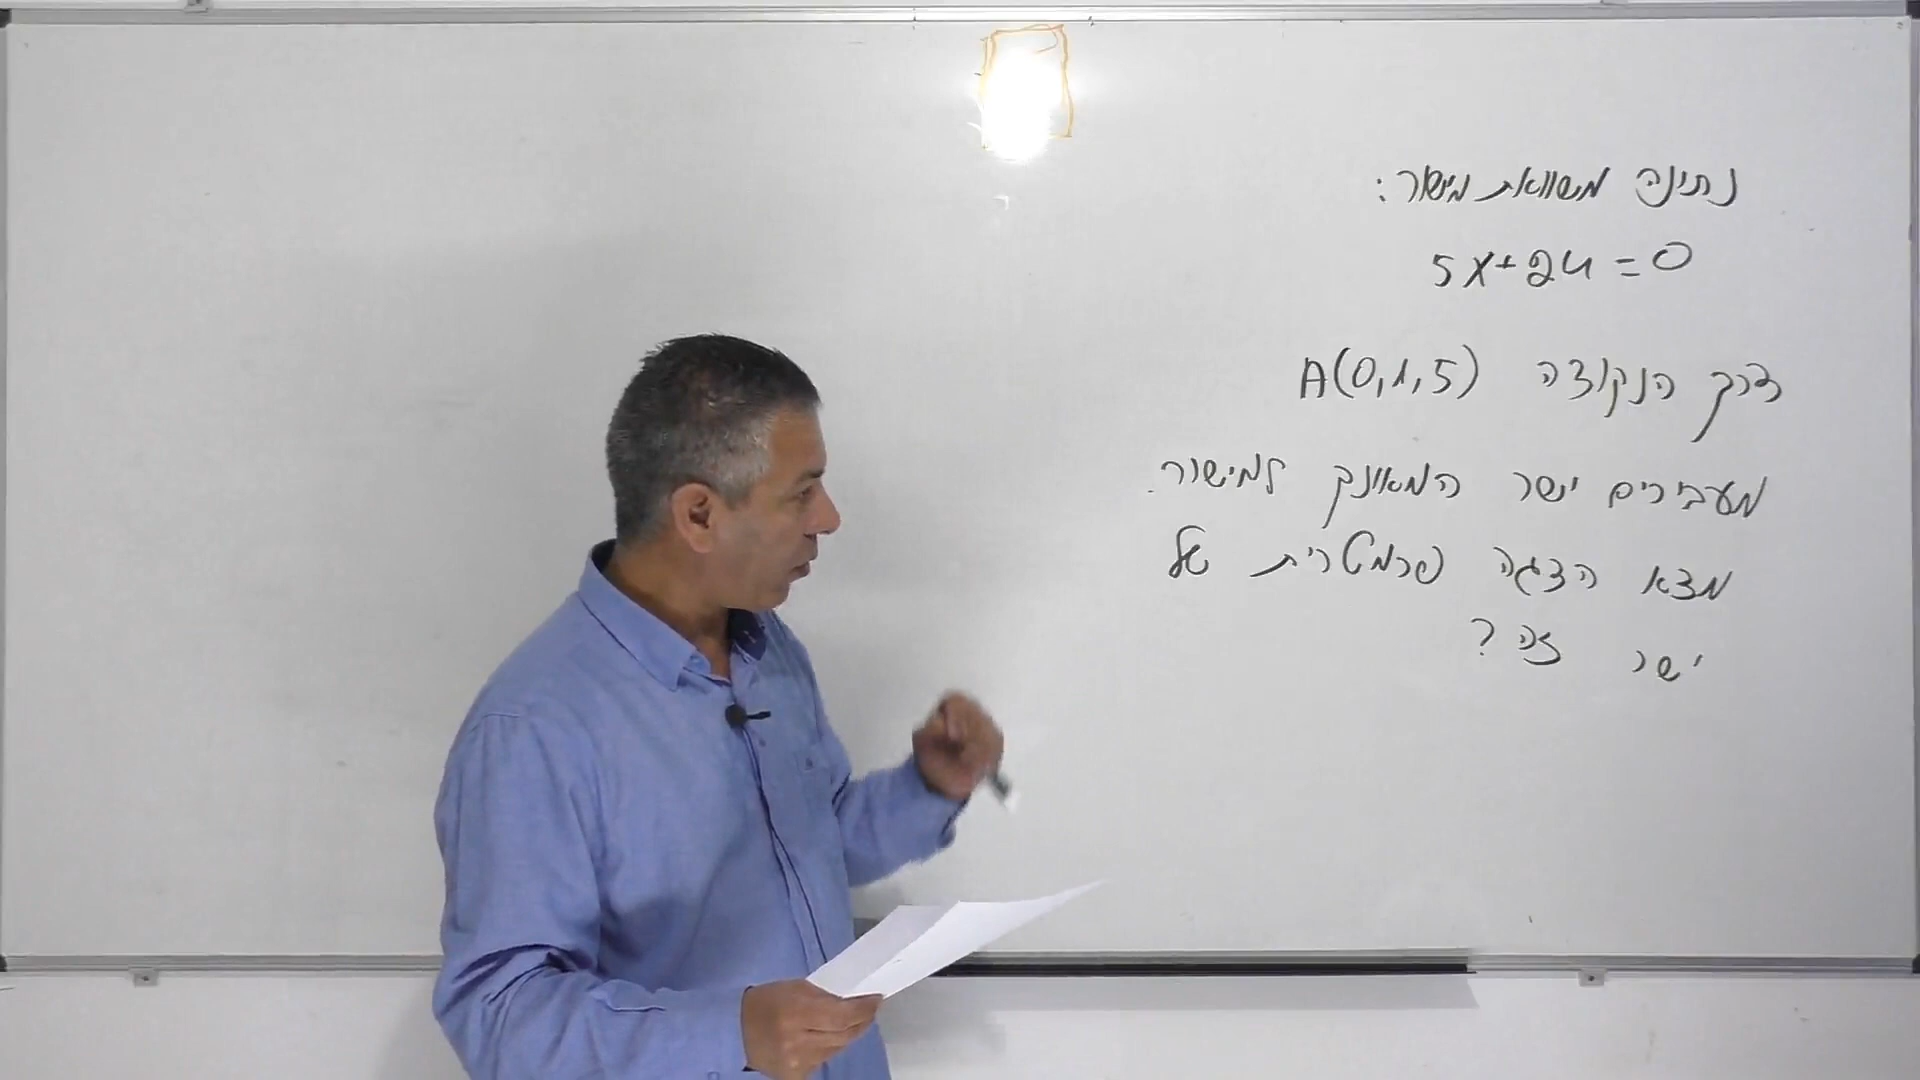 נתינה משוואת מישור:
5x+2y=0
דרך הנקודה A(0,1,5)
מעבירים ישר המאונך למישור.
מצא הצגה פרמטרית של
ישר זה?